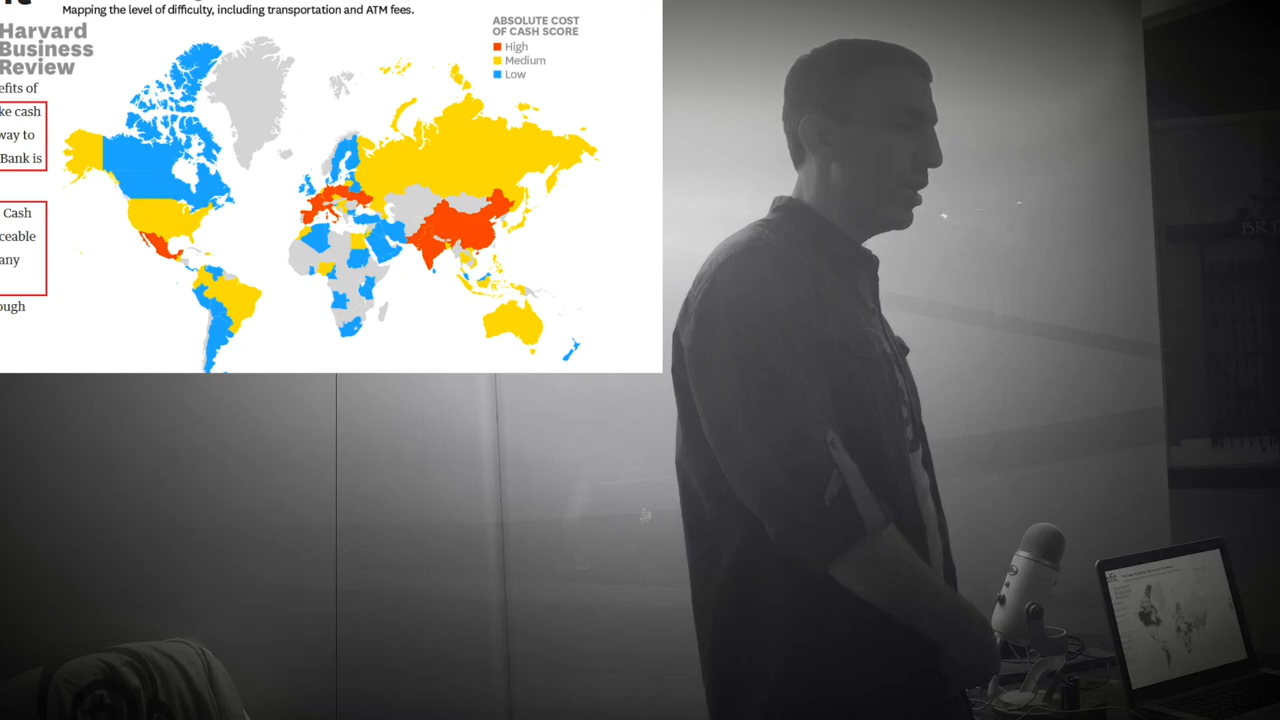 Mapping the level of difficulty, including transportation and ATM fees.
Harvard
Business
Review
ABSOLUTE COST
OF CASH SCORE
High
Medium
Low
efits of
ke cash
way to
Bank is
Cash
ceable
any
ough